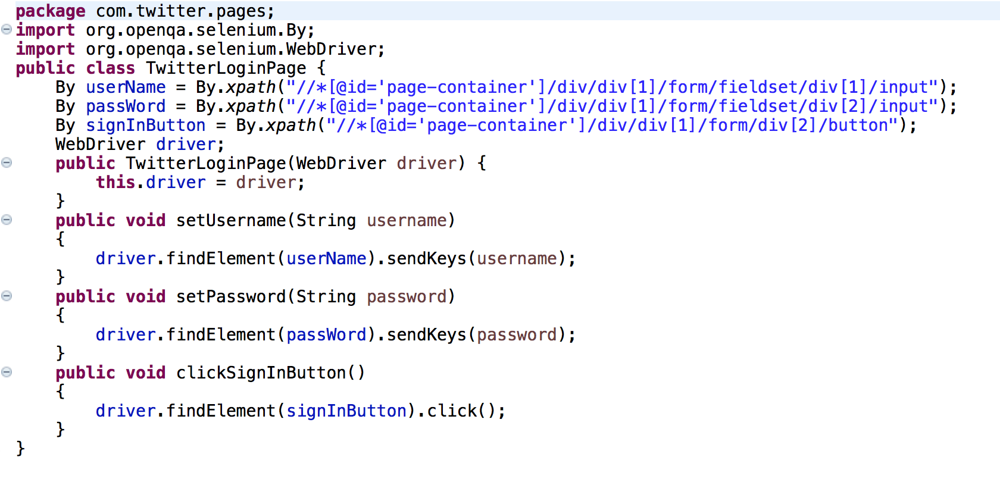 package com.twitter.pages;
import org.openqa.selenium.By;
import org.openqa.selenium.WebDriver;
public class TwitterLoginPage {
    By userName = By.xpath("//*[@id='page-container']/div/div[1]/form/fieldset/div[1]/input");
    By passWord = By.xpath("//*[@id='page-container']/div/div[1]/form/fieldset/div[2]/input");
    By signInButton = By.xpath("//*[@id='page-container']/div/div[1]/form/div[2]/button");
    WebDriver driver;
    public TwitterLoginPage(WebDriver driver) {
        this.driver = driver;
    }
    public void setUsername(String username)
    {
        driver.findElement(userName).sendKeys(username);
    }
    public void setPassword(String password)
    {
        driver.findElement(passWord).sendKeys(password);
    }
    public void clickSignInButton()
    {
        driver.findElement(signInButton).click();
    }
}